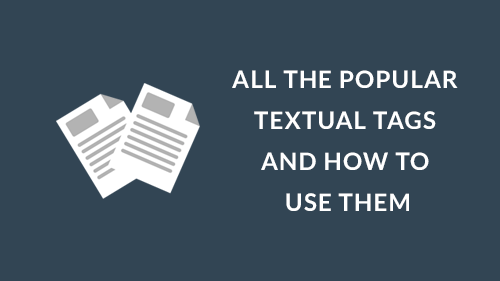 ALL THE POPULAR
TEXTUAL TAGS
AND HOW TO
USE THEM